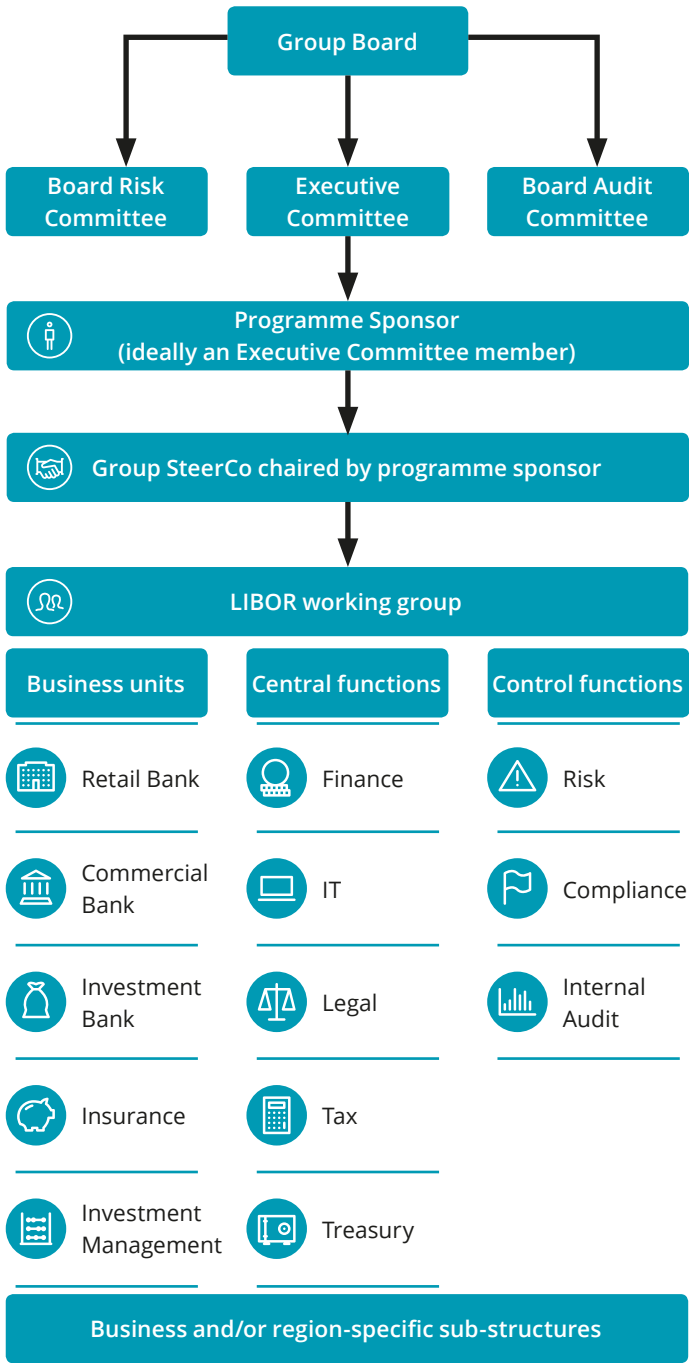 Group Board
Board Risk
Committee
Executive
Committee
Board Audit
Committee
Programme Sponsor
(ideally an Executive Committee member)
Group SteerCo chaired by programme sponsor
LIBOR working group
Business units
Central functions
Control functions
Retail Bank
Finance
Risk
Commercial
Bank
IT
Compliance
Investment
Bank
Legal
Internal
Audit
Insurance
Tax
Investment
Management
Treasury
Business and/or region-specific sub-structures